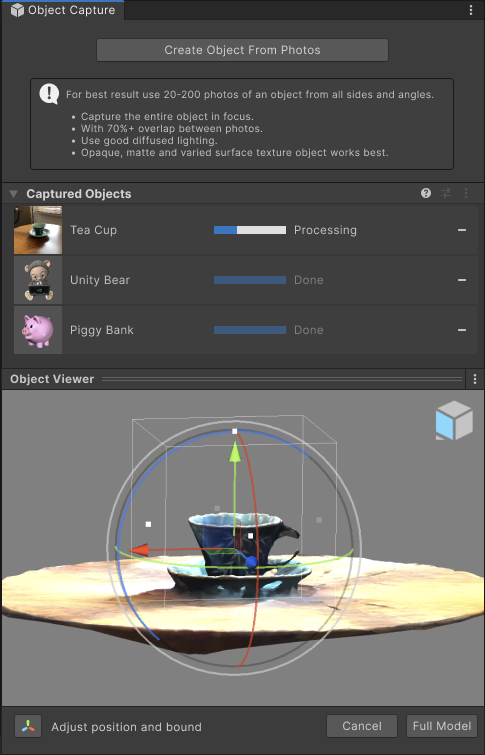 Object Capture
Create Object From Photos
For best result use 20-200 photos of an object from all sides and angles.
• Capture the entire object in focus.
• With 70%+ overlap between photos.
• Use good diffused lighting.
• Opaque, matte and varied surface texture object works best.
Captured Objects
Tea Cup Processing
Unity Bear Done
Piggy Bank Done
Object Viewer
Adjust position and bound Cancel Full Model